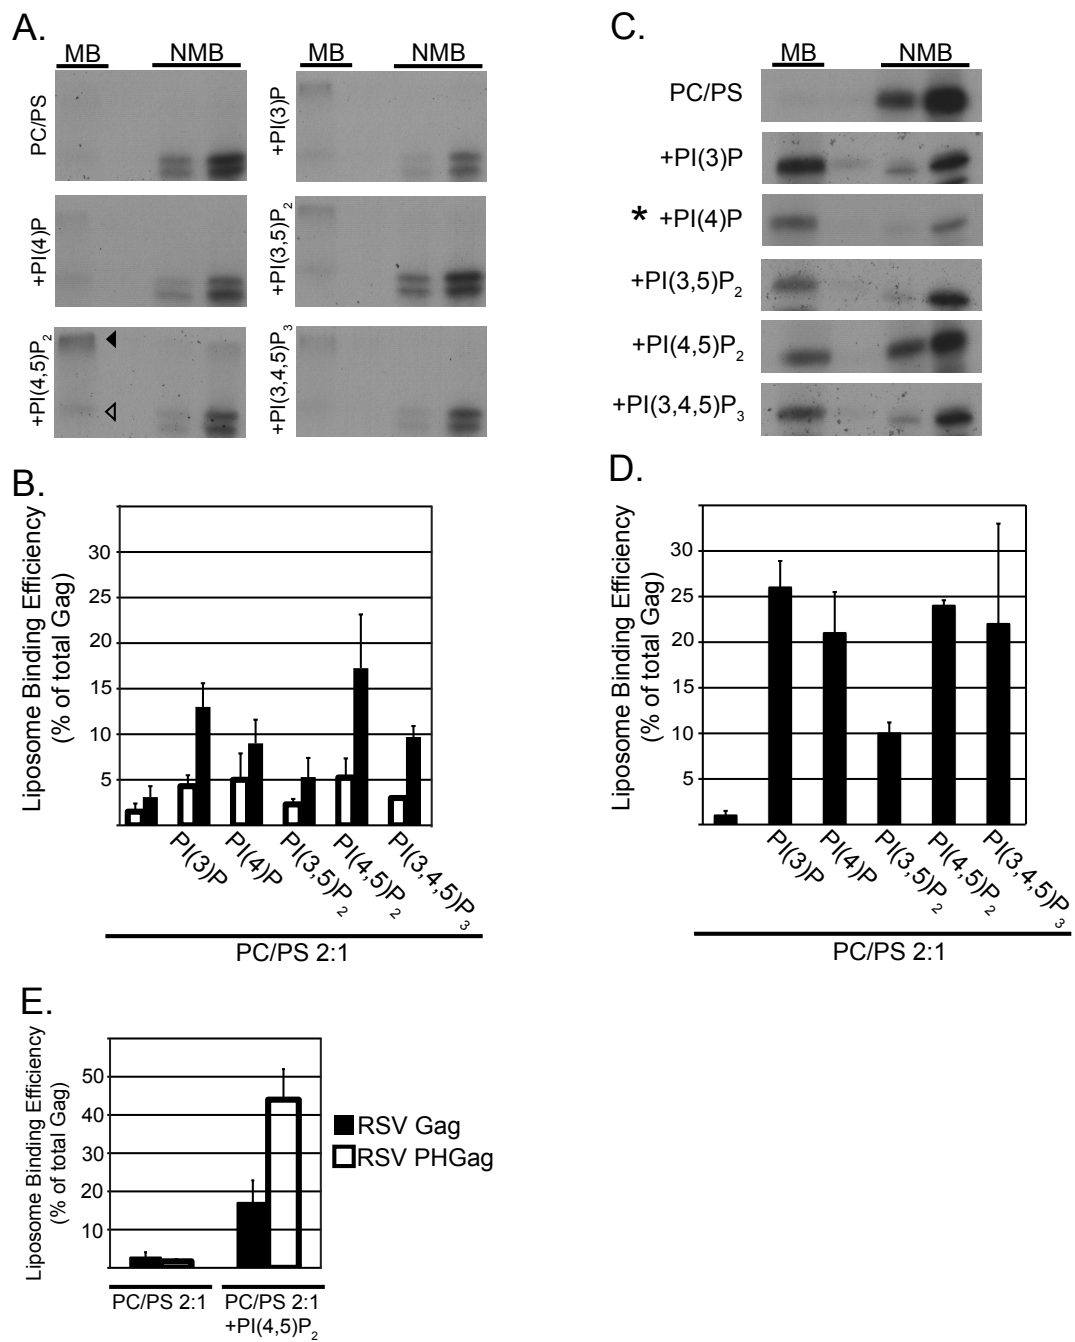 A.
MB NMB MB NMB
PC/PS
+PI(3)P
+PI(4)P
+PI(3,5)P2
+PI(4,5)P2
+PI(3,4,5)P3
B.
Liposome Binding Efficiency
(% of total Gag)
30
25
20
15
10
5
PI(3)P
PI(4)P
PI(3,5)P2
PI(4,5)P2
PI(3,4,5)P3
PC/PS 2:1
C.
MB NMB
PC/PS
+PI(3)P
* +PI(4)P
+PI(3,5)P2
+PI(4,5)P2
+PI(3,4,5)P3
D.
Liposome Binding Efficiency
(% of total Gag)
30
25
20
15
10
5
PI(3)P
PI(4)P
PI(3,5)P2
PI(4,5)P2
PI(3,4,5)P3
PC/PS 2:1
E.
Liposome Binding Efficiency
(% of total Gag)
50
40
30
20
10
RSV Gag
RSV PHGag
PC/PS 2:1
PC/PS 2:1
+PI(4,5)P2